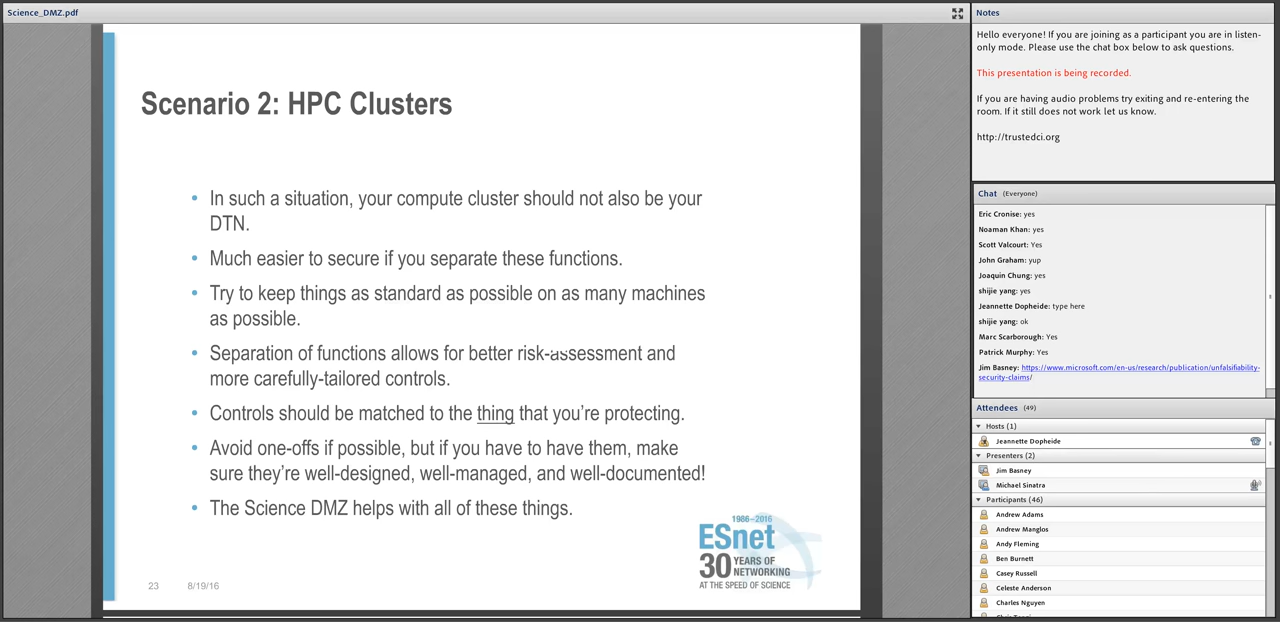 Science_DMZ.pdf
Scenario 2: HPC Clusters
• In such a situation, your compute cluster should not also be your
DTN.
• Much easier to secure if you separate these functions.
• Try to keep things as standard as possible on as many machines
as possible.
• Separation of functions allows for better risk-assessment and
more carefully-tailored controls.
• Controls should be matched to the thing that you're protecting.
• Avoid one-offs if possible, but if you have to have them, make
sure they're well-designed, well-managed, and well-documented!
• The Science DMZ helps with all of these things.
1986–2016
ESnet
30 YEARS OF
NETWORKING
AT THE SPEED OF SCIENCE
23 8/19/16
Notes
Hello everyone! If you are joining as a participant you are in listen-
only mode. Please use the chat box below to ask questions.
This presentation is being recorded.
If you are having audio problems try exiting and re-entering the
room. If it still does not work let us know.
http://trustedci.org
Chat (Everyone)
Eric Cronise: yes
Noaman Khan: yes
Scott Valcourt: Yes
John Graham: yup
Joaquin Chung: yes
shijie yang: yes
Jeannette Dopheide: type here
shijie yang: ok
Marc Scarborough: Yes
Patrick Murphy: Yes
Jim Basney: https://www.microsoft.com/en-us/research/publication/unfalsifiability-
security-claims/
Attendees (49)
Hosts (1)
Jeannette Dopheide
Presenters (2)
Jim Basney
Michael Sinatra
Participants (46)
Andrew Adams
Andrew Manglos
Andy Fleming
Ben Burnett
Casey Russell
Celeste Anderson
Charles Nguyen